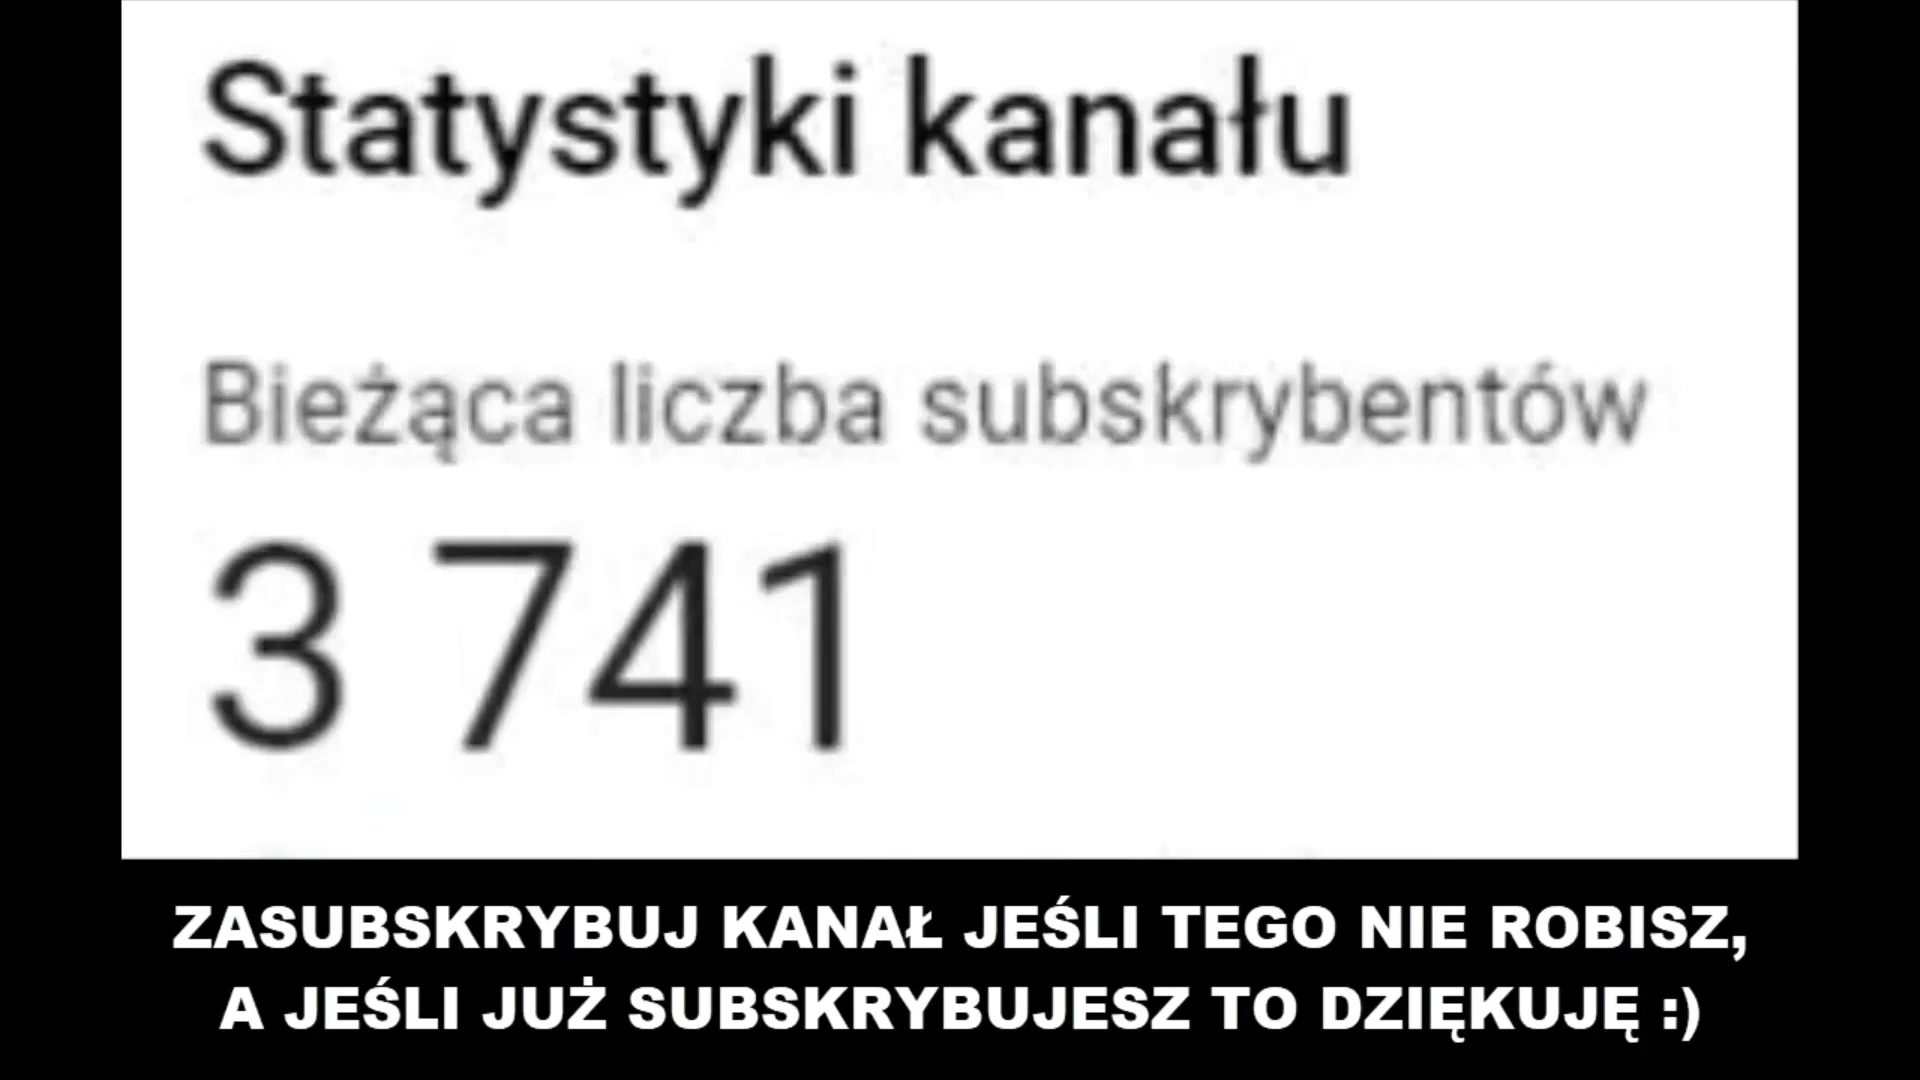 Statystyki kanału
Bieżąca liczba subskrybentów
3 741
ZASUBSKRYBUJ KANAŁ JEŚLI TEGO NIE ROBISZ,
A JEŚLI JUŻ SUBSKRYBUJESZ TO DZIĘKUJĘ :)